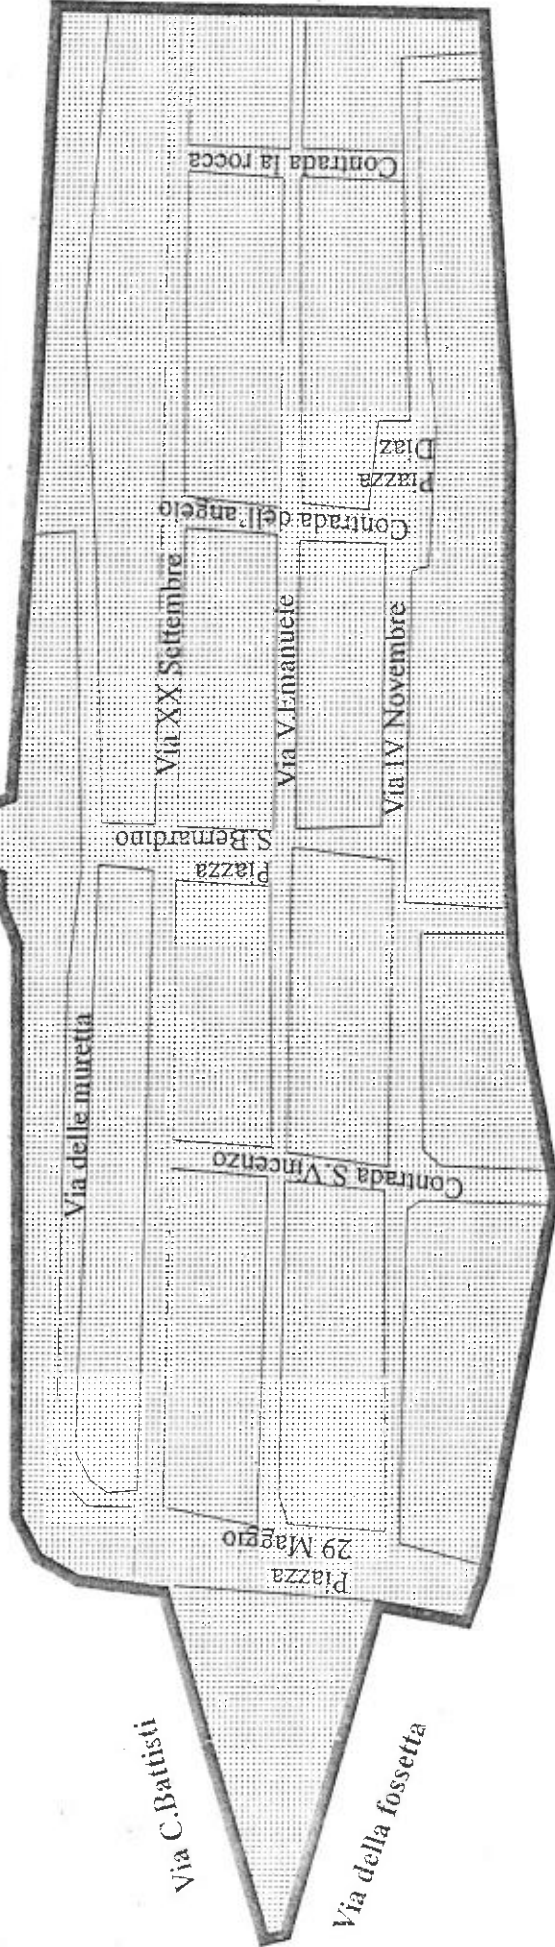 Contrada la rocca
Piazza
Diaz
Contrada dell'angelo
Via XX Settembre
Via V.Emanuele
Via IV Novembre
Piazza
S.Bernardino
Via delle muretta
Contrada S.Vincenzo
Piazza
29 Maggio
Via C.Battisti
Via della fossetta